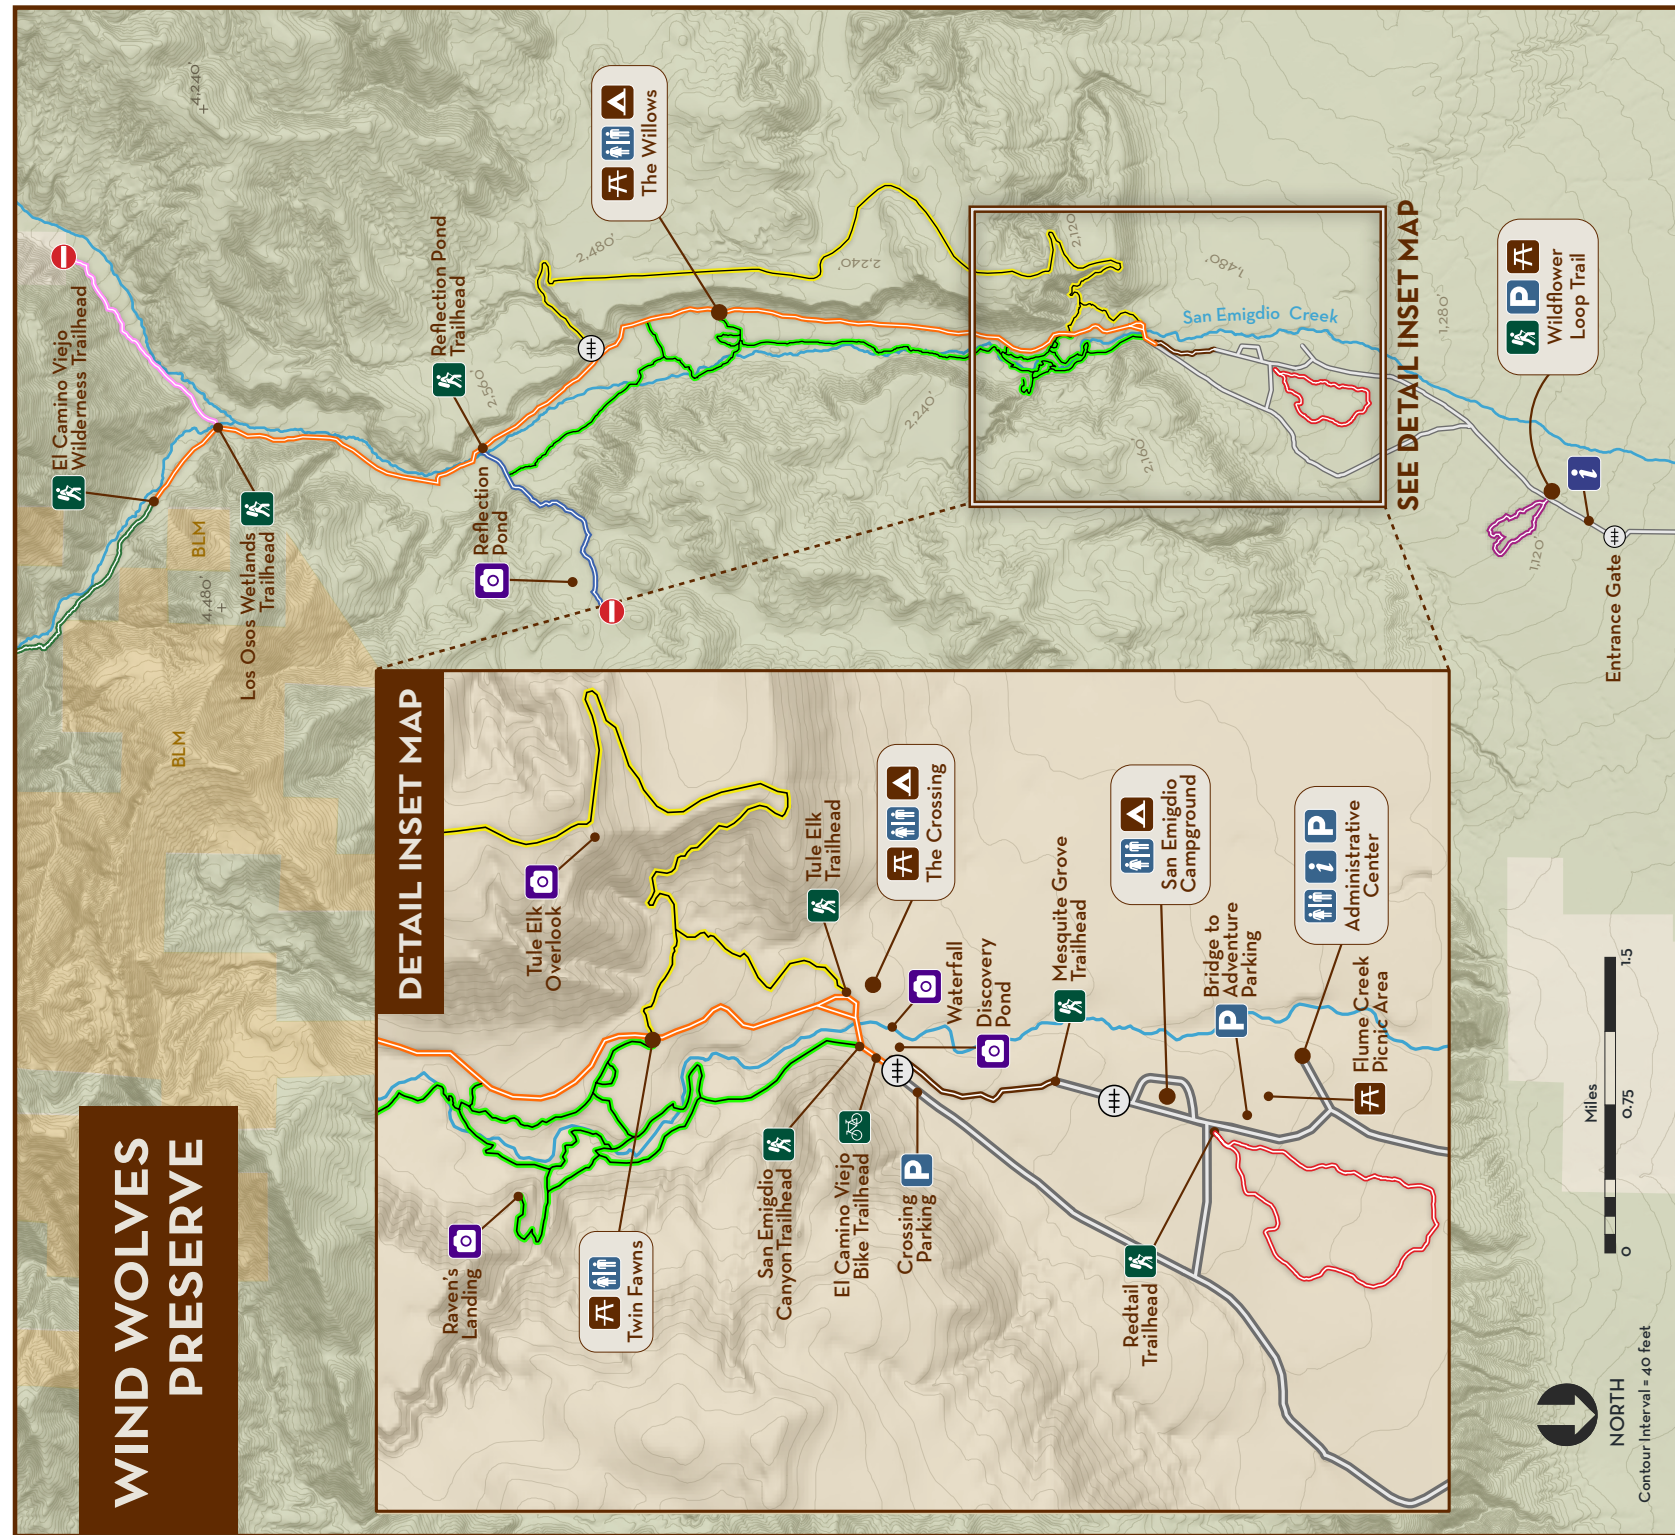 WIND WOLVES
PRESERVE
El Camino Viejo
Wilderness Trailhead
Los Osos Wetlands
Trailhead
BLM
BLM
4,240'
4,480'
Reflection Pond
Trailhead
2,560'
Reflection
Pond
2,480'
The Willows
2,240'
2,240'
2,120'
2,160'
1,480'
San Emigdio Creek
SEE DETAIL INSET MAP
1,280'
Wildflower
Loop Trail
1,120'
Entrance Gate
DETAIL INSET MAP
Raven's
Landing
Tule Elk
Overlook
Twin Fawns
San Emigdio
Canyon Trailhead
El Camino Viejo
Bike Trailhead
Crossing
Parking
P
Tule Elk
Trailhead
The Crossing
Waterfall
Discovery
Pond
Mesquite Grove
Trailhead
San Emigdio
Campground
Redtail
Trailhead
Bridge to
Adventure
Parking
P
i
P
Administrative
Center
Flume Creek
Picnic Area
P
i
Miles
0
0.75
1.5
NORTH
Contour Interval = 40 feet